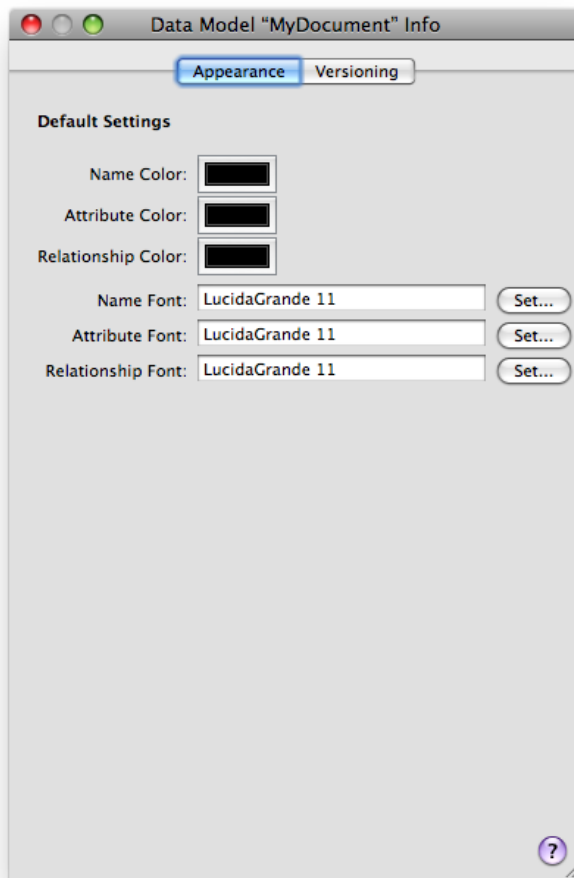 Data Model “MyDocument” Info
Appearance Versioning
Default Settings
Name Color:
Attribute Color:
Relationship Color:
Name Font: LucidaGrande 11 Set...
Attribute Font: LucidaGrande 11 Set...
Relationship Font: LucidaGrande 11 Set...
?